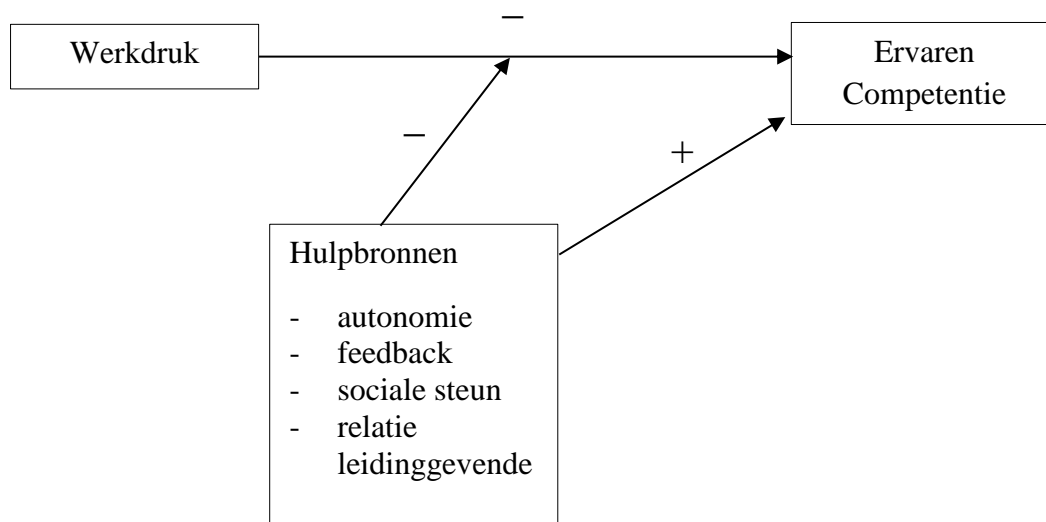 –
Werkdruk
Ervaren
Competentie
–
+
Hulpbronnen
- autonomie
- feedback
- sociale steun
- relatie
leidinggevende